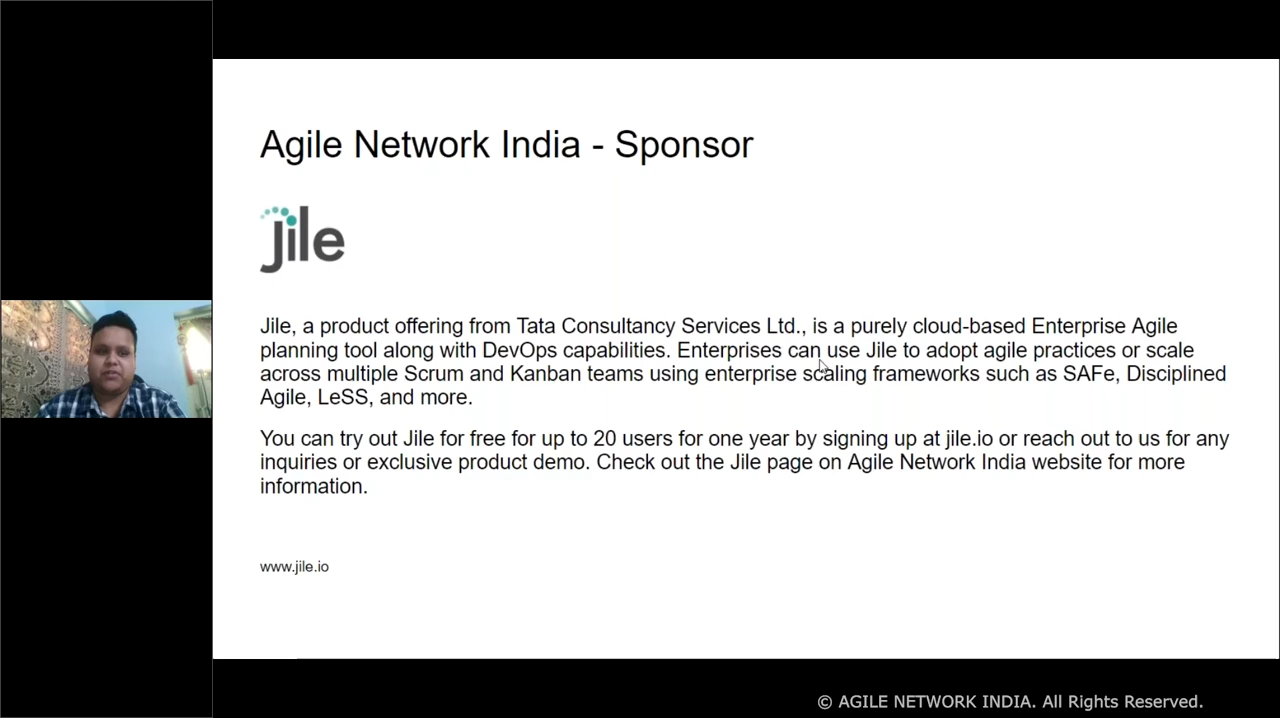 Agile Network India - Sponsor
jile
Jile, a product offering from Tata Consultancy Services Ltd., is a purely cloud-based Enterprise Agile
planning tool along with DevOps capabilities. Enterprises can use Jile to adopt agile practices or scale
across multiple Scrum and Kanban teams using enterprise scaling frameworks such as SAFe, Disciplined
Agile, LeSS, and more.
You can try out Jile for free for up to 20 users for one year by signing up at jile.io or reach out to us for any
inquiries or exclusive product demo. Check out the Jile page on Agile Network India website for more
information.
www.jile.io
© AGILE NETWORK INDIA. All Rights Reserved.